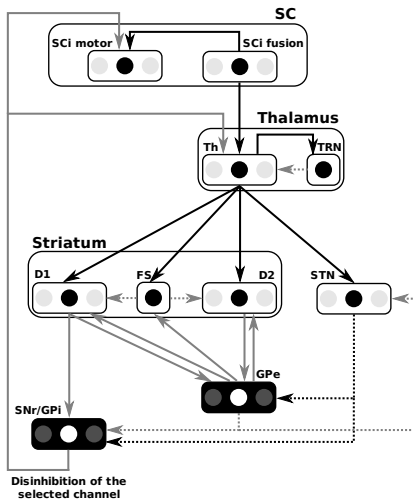 SC
SCi motor
SCi fusion
Thalamus
Th
TRN
Striatum
D1
FS
D2
STN
GPe
SNr/GPi
Disinhibition of the
selected channel